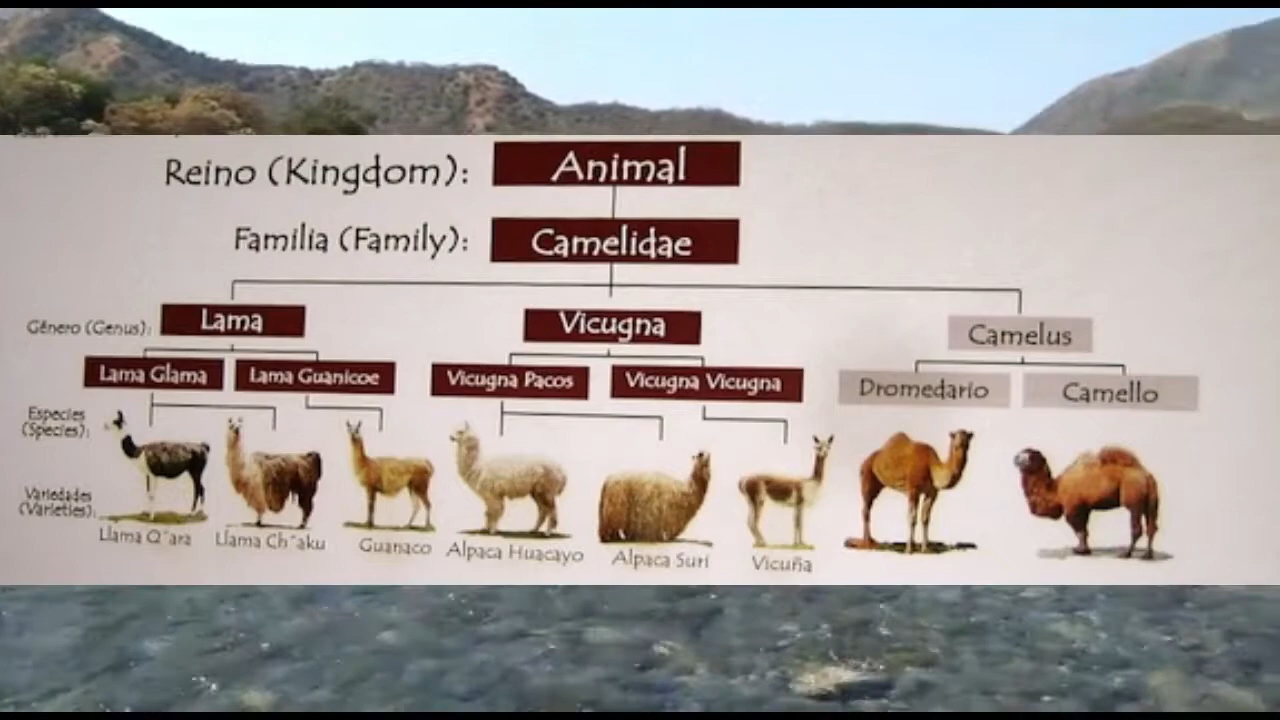 Reino (Kingdom): Animal
Familia (Family): Camelidae
Género (Genus): Lama Vicugna Camelus
Lama Glama Lama Guanicoe Vicugna Pacos Vicugna Vicugna Dromedario Camello
Especies
(Species):
Variedades
(Varieties):
Llama Q´ara Llama Ch´aku Guanaco Alpaca Huacayo Alpaca Suri Vicuña